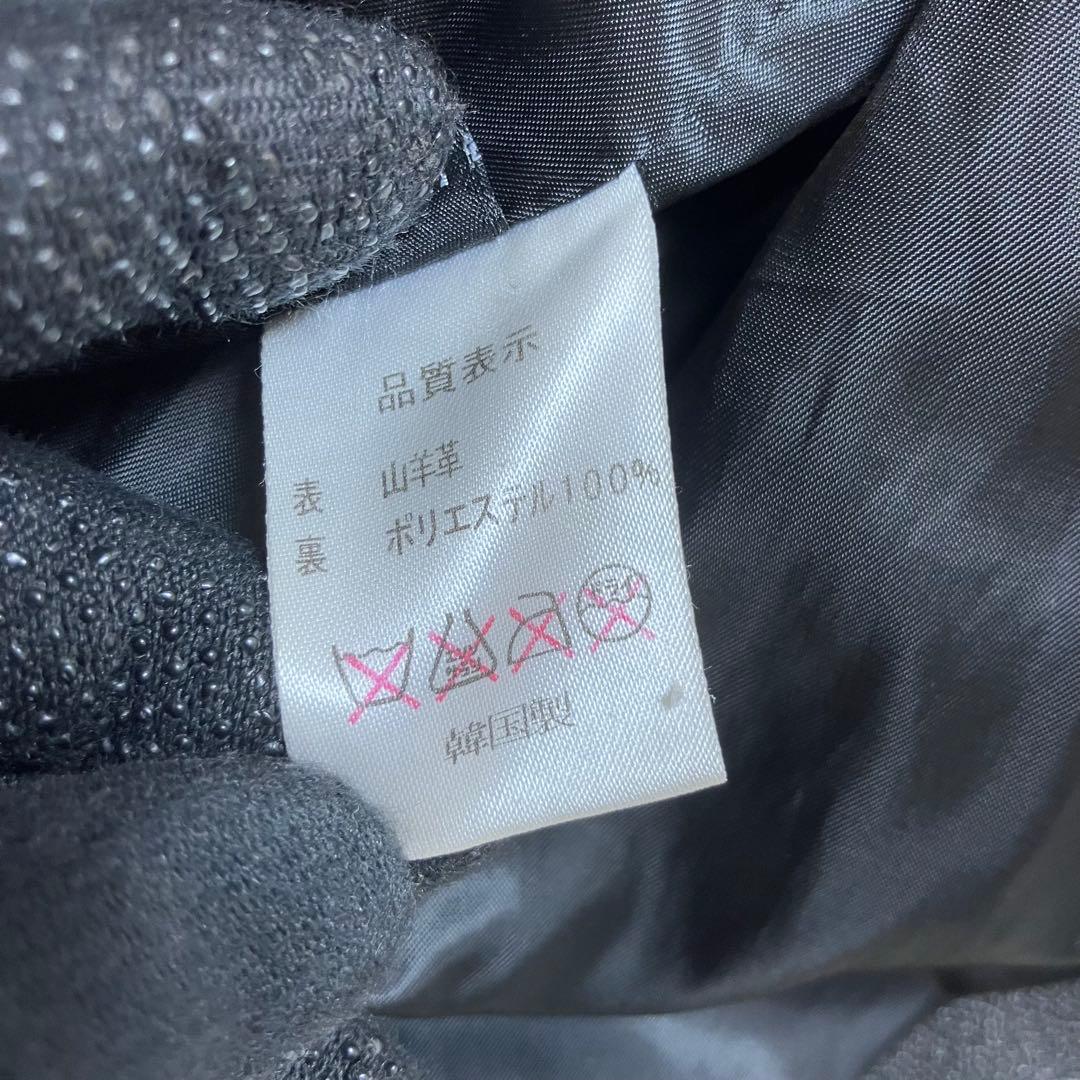 品質表示
表 山羊革
裏 ポリエステル100%
韓国製